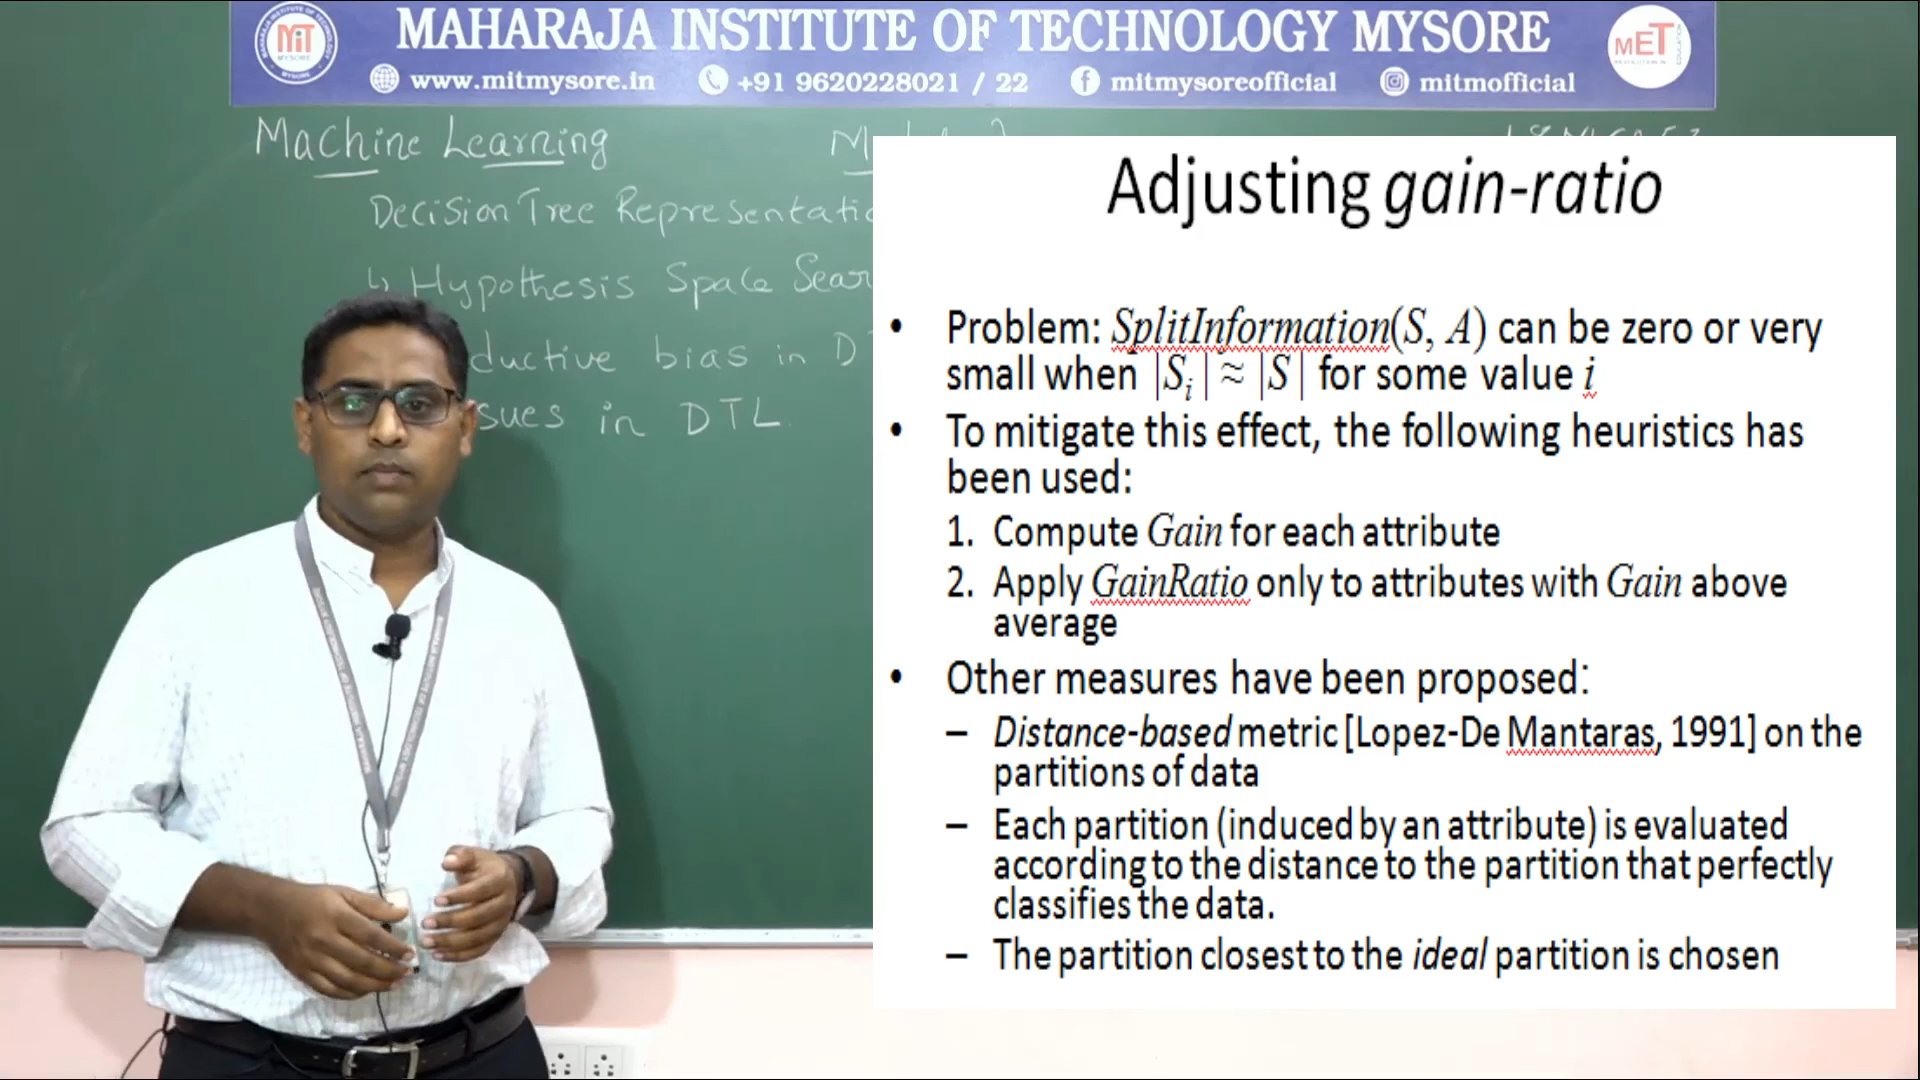 MAHARAJA INSTITUTE OF TECHNOLOGY MYSORE
www.mitmysore.in +91 9620228021 / 22 mitmysoreofficial mitmofficial
MiT
MYSORE
MET
Machine Learning
Decision Tree Representatio
↳ Hypothesis Space Sear
ductive bias in D
sues in DTL.
Adjusting gain-ratio
• Problem: SplitInformation(S, A) can be zero or very
small when |Sᵢ| ≈ |S| for some value i
• To mitigate this effect, the following heuristics has
been used:
1. Compute Gain for each attribute
2. Apply GainRatio only to attributes with Gain above
average
• Other measures have been proposed:
– Distance-based metric [Lopez-De Mantaras, 1991] on the
partitions of data
– Each partition (induced by an attribute) is evaluated
according to the distance to the partition that perfectly
classifies the data.
– The partition closest to the ideal partition is chosen